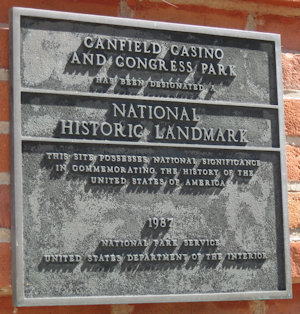 CANFIELD CASINO
AND CONGRESS PARK
HAS BEEN DESIGNATED A
NATIONAL
HISTORIC LANDMARK
THIS SITE POSSESSES NATIONAL SIGNIFICANCE
IN COMMEMORATING THE HISTORY OF THE
UNITED STATES OF AMERICA
1987
NATIONAL PARK SERVICE
UNITED STATES DEPARTMENT OF THE INTERIOR